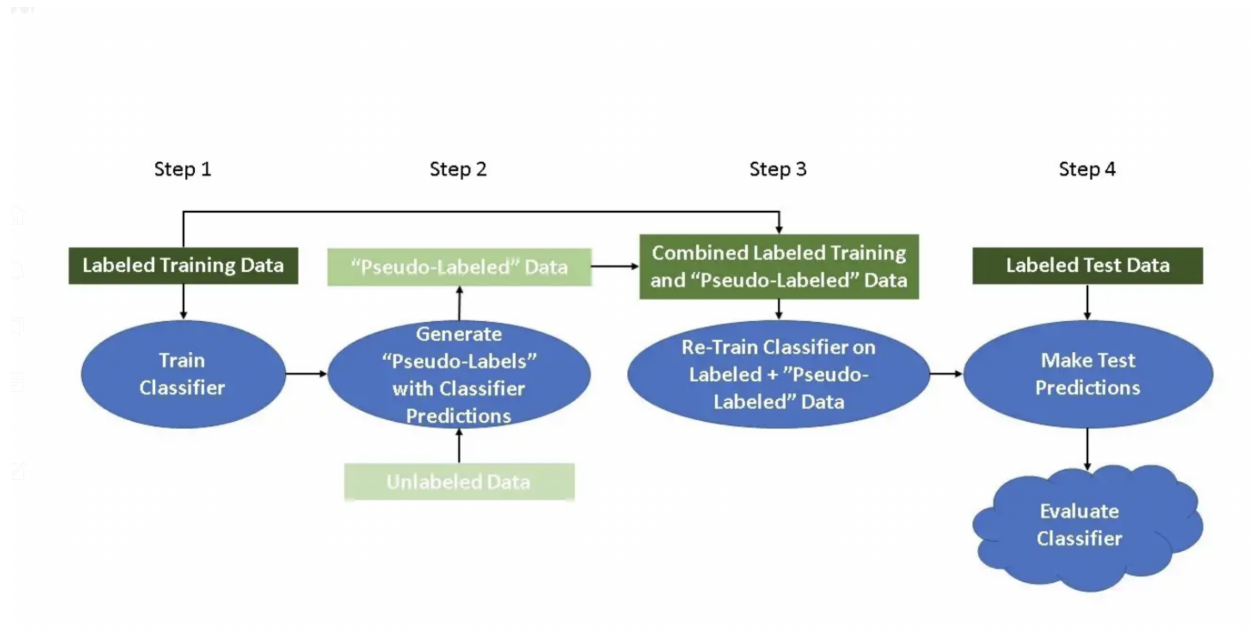 Step 1
Step 2
Step 3
Step 4
Labeled Training Data
“Pseudo-Labeled” Data
Combined Labeled Training
and “Pseudo-Labeled” Data
Labeled Test Data
Train
Classifier
Generate
“Pseudo-Labels”
with Classifier
Predictions
Re-Train Classifier on
Labeled + ”Pseudo-
Labeled” Data
Make Test
Predictions
Unlabeled Data
Evaluate
Classifier